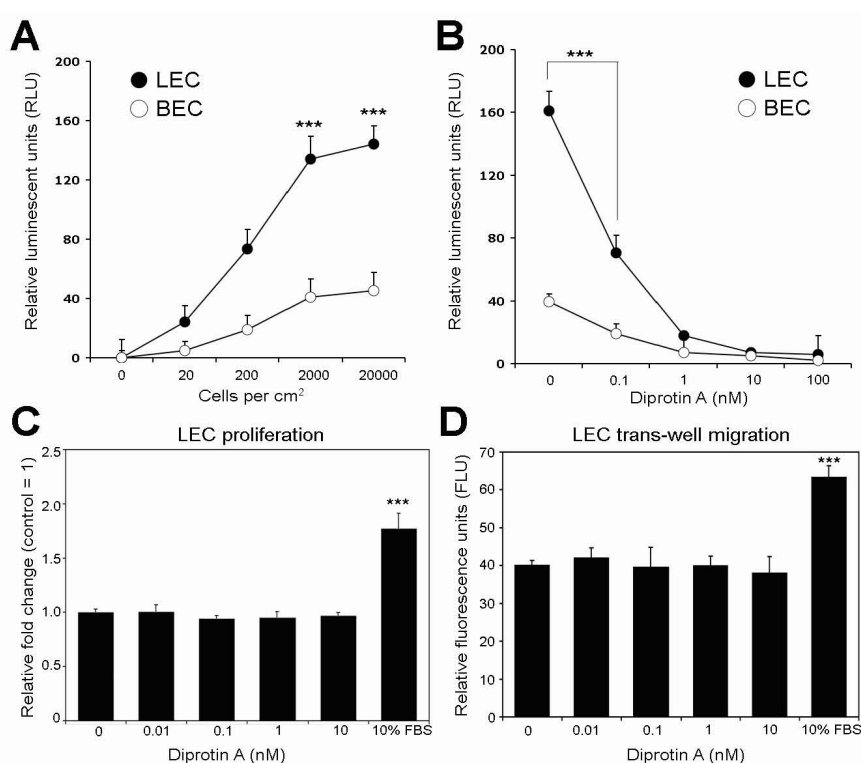 A
Relative luminescent units (RLU)
200
160
120
80
40
0
LEC
BEC
***
***
0 20 200 2000 20000
Cells per cm2
B
Relative luminescent units (RLU)
200
160
120
80
40
0
***
LEC
BEC
0 0.1 1 10 100
Diprotin A (nM)
C
LEC proliferation
Relative fold change (control = 1)
2.5
2.0
1.5
1.0
0.5
0
***
0 0.01 0.1 1 10 10% FBS
Diprotin A (nM)
D
LEC trans-well migration
Relative fluorescence units (FLU)
70
60
50
40
30
20
10
0
***
0 0.01 0.1 1 10 10% FBS
Diprotin A (nM)